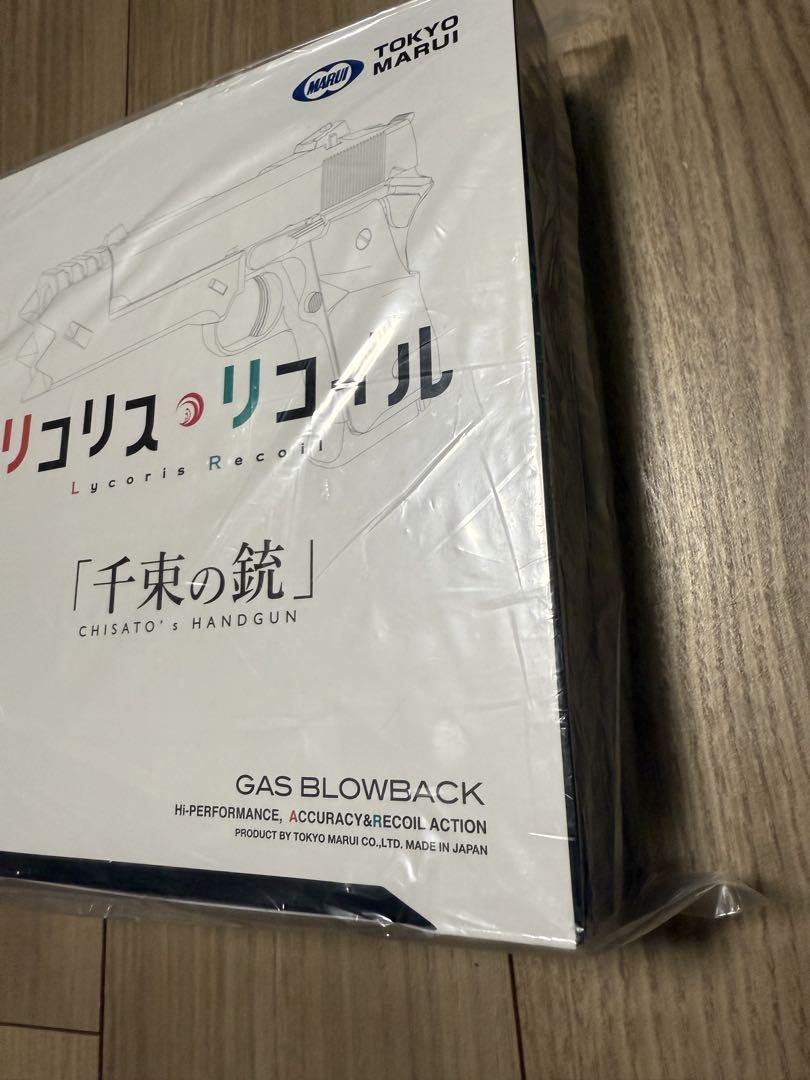 MARUI
TOKYO
MARUI
リコリス・リコイル
Lycoris Recoil
「千束の銃」
CHISATO's HANDGUN
GAS BLOWBACK
Hi-PERFORMANCE, ACCURACY&RECOIL ACTION
PRODUCT BY TOKYO MARUI CO.,LTD. MADE IN JAPAN